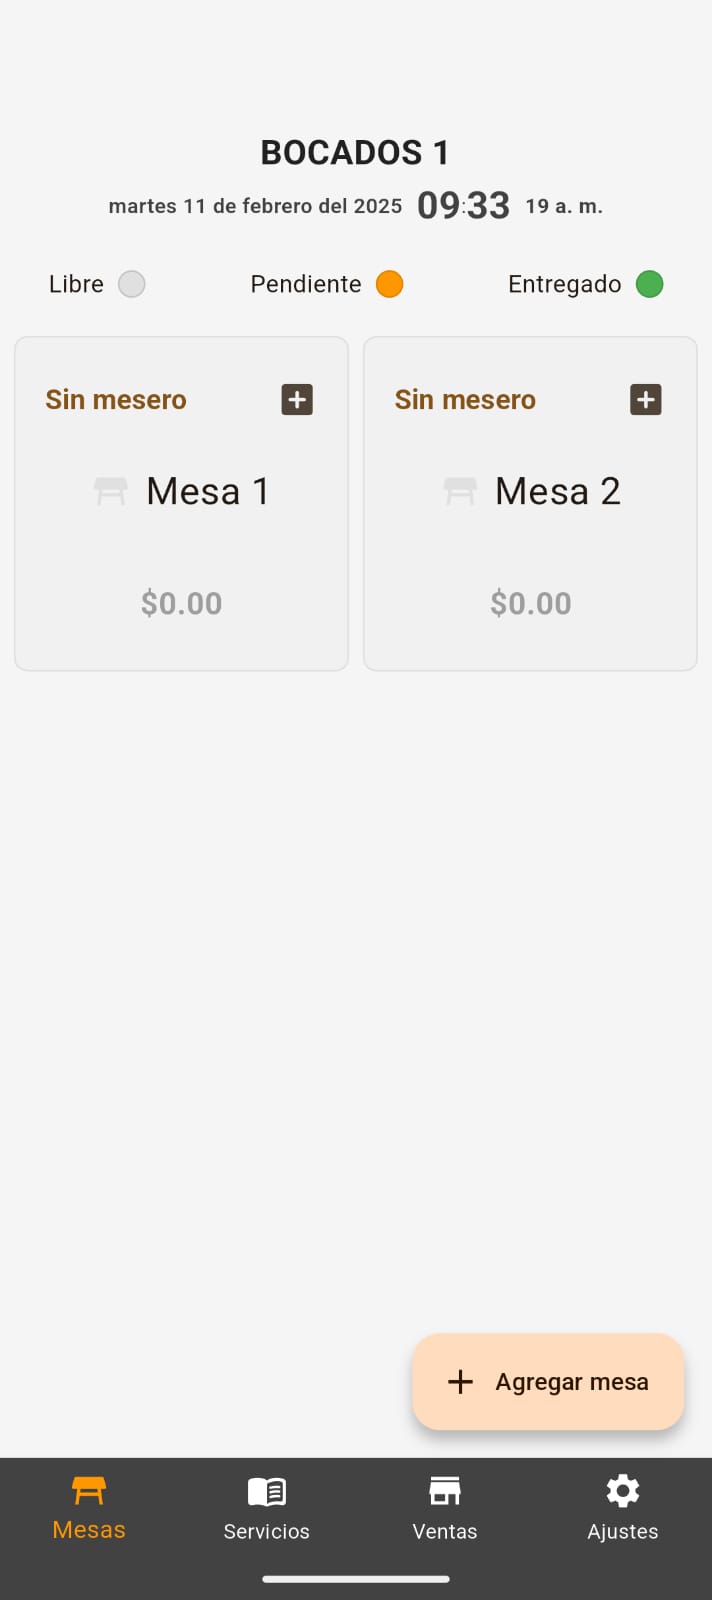 BOCADOS 1
martes 11 de febrero del 2025 09:33 19 a. m.
Libre Pendiente Entregado
Sin mesero
Mesa 1
$0.00
Sin mesero
Mesa 2
$0.00
Agregar mesa
Mesas Servicios Ventas Ajustes